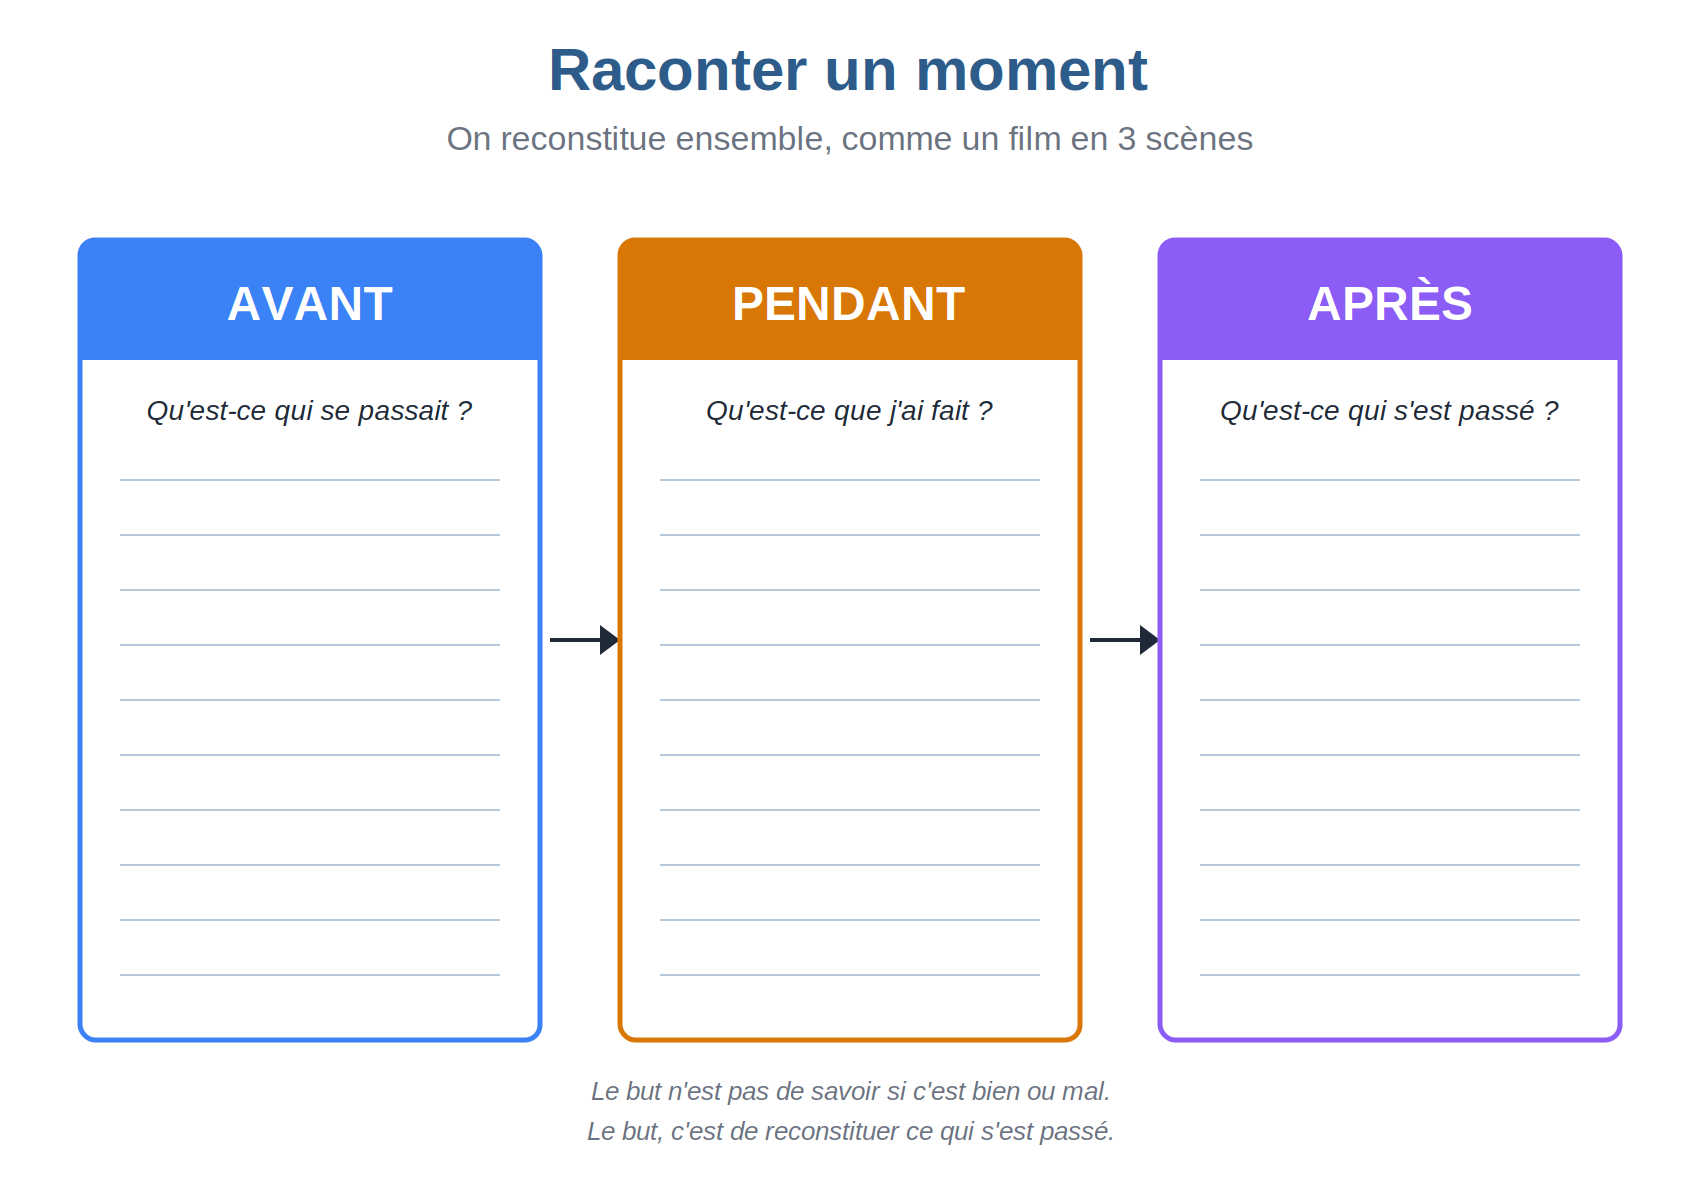 Raconter un moment
On reconstitue ensemble, comme un film en 3 scènes
AVANT
Qu'est-ce qui se passait ?
PENDANT
Qu'est-ce que j'ai fait ?
APRÈS
Qu'est-ce qui s'est passé ?
Le but n'est pas de savoir si c'est bien ou mal.
Le but, c'est de reconstituer ce qui s'est passé.